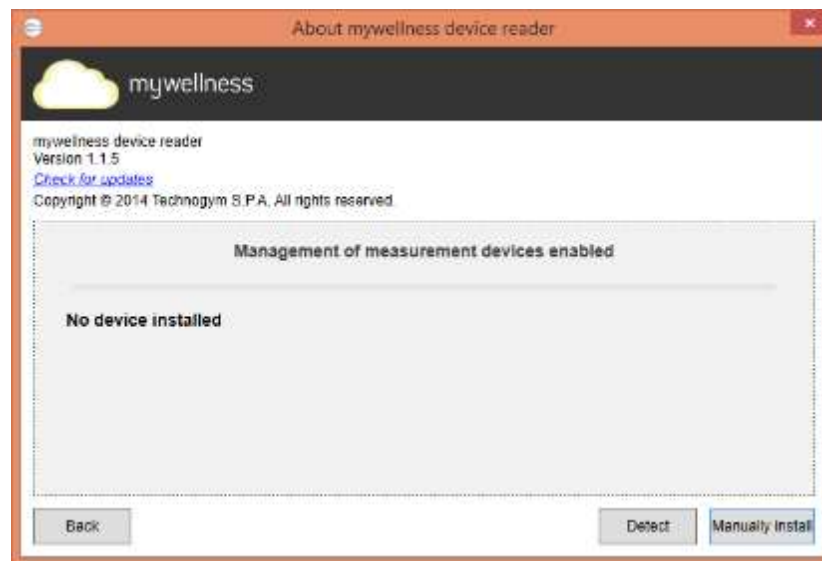 About mywellness device reader
mywellness
mywellness device reader
Version 1.1.5
Check for updates
Copyright © 2014 Technogym S.P.A. All rights reserved.
Management of measurement devices enabled
No device installed
Back Detect Manually Install